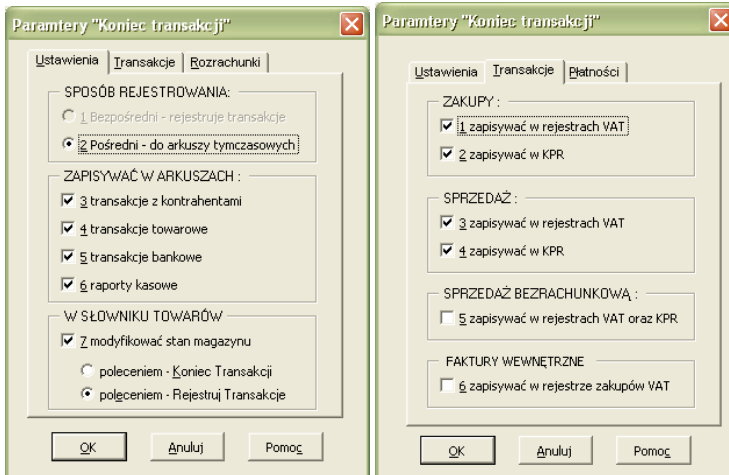 Paramtery "Koniec transakcji"
Ustawienia Transakcje Rozrachunki
SPOSÓB REJESTROWANIA:
1 Bezpośredni - rejestruje transakcje
2 Pośredni - do arkuszy tymczasowych
ZAPISYWAĆ W ARKUSZACH :
3 transakcje z kontrahentami
4 transakcje towarowe
5 transakcje bankowe
6 raporty kasowe
W SŁOWNIKU TOWARÓW
7 modyfikować stan magazynu
poleceniem - Koniec Transakcji
poleceniem - Rejestruj Transakcje
OK Anuluj Pomoc
Paramtery "Koniec transakcji"
Ustawienia Transakcje Płatności
ZAKUPY :
1 zapisywać w rejestrach VAT
2 zapisywać w KPR
SPRZEDAŻ :
3 zapisywać w rejestrach VAT
4 zapisywać w KPR
SPRZEDAŻ BEZRACHUNKOWĄ :
5 zapisywać w rejestrach VAT oraz KPR
FAKTURY WEWNĘTRZNE
6 zapisywać w rejestrze zakupów VAT
OK Anuluj Pomoc